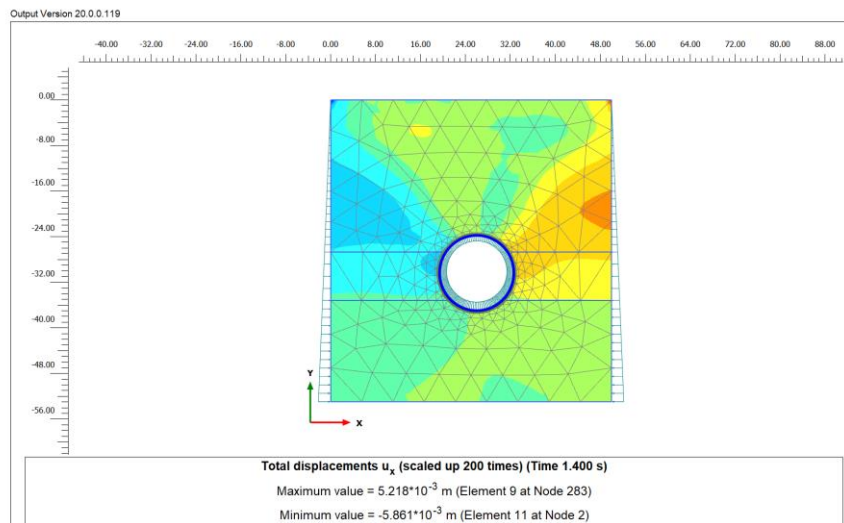 Output Version 20.0.0.119
-40.00 -32.00 -24.00 -16.00 -8.00 0.00 8.00 16.00 24.00 32.00 40.00 48.00 56.00 64.00 72.00 80.00 88.00
0.00
-8.00
-16.00
-24.00
-32.00
-40.00
-48.00
-56.00
Y
x
Total displacements uₓ (scaled up 200 times) (Time 1.400 s)
Maximum value = 5.218*10⁻³ m (Element 9 at Node 283)
Minimum value = -5.861*10⁻³ m (Element 11 at Node 2)